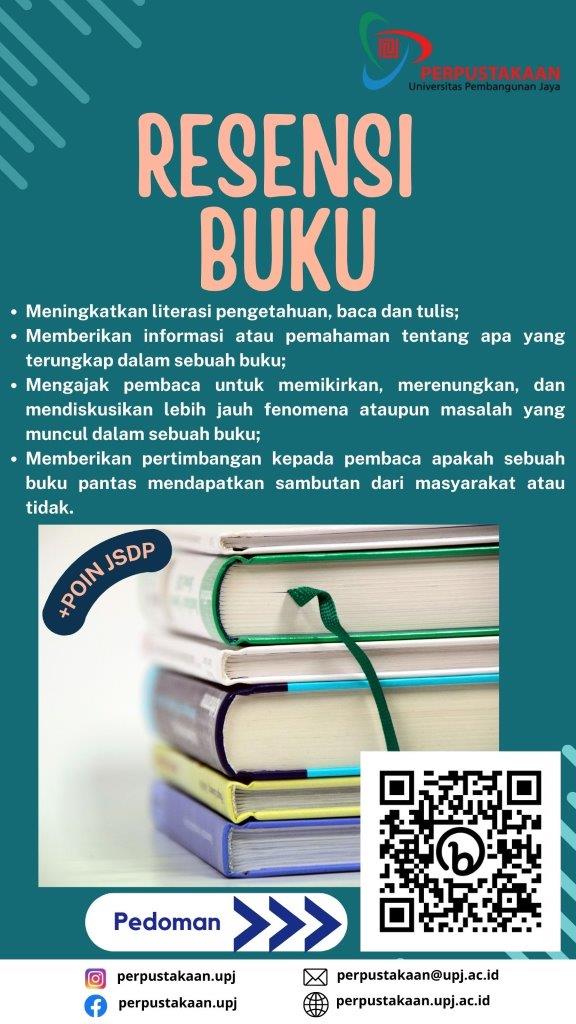 PERPUSTAKAAN
Universitas Pembangunan Jaya
RESENSI
BUKU
• Meningkatkan literasi pengetahuan, baca dan tulis;
• Memberikan informasi atau pemahaman tentang apa yang
terungkap dalam sebuah buku;
• Mengajak pembaca untuk memikirkan, merenungkan, dan
mendiskusikan lebih jauh fenomena ataupun masalah yang
muncul dalam sebuah buku;
• Memberikan pertimbangan kepada pembaca apakah sebuah
buku pantas mendapatkan sambutan dari masyarakat atau
tidak.
+POIN JSDP
Pedoman
perpustakaan.upj
perpustakaan@upj.ac.id
perpustakaan.upj
perpustakaan.upj.ac.id